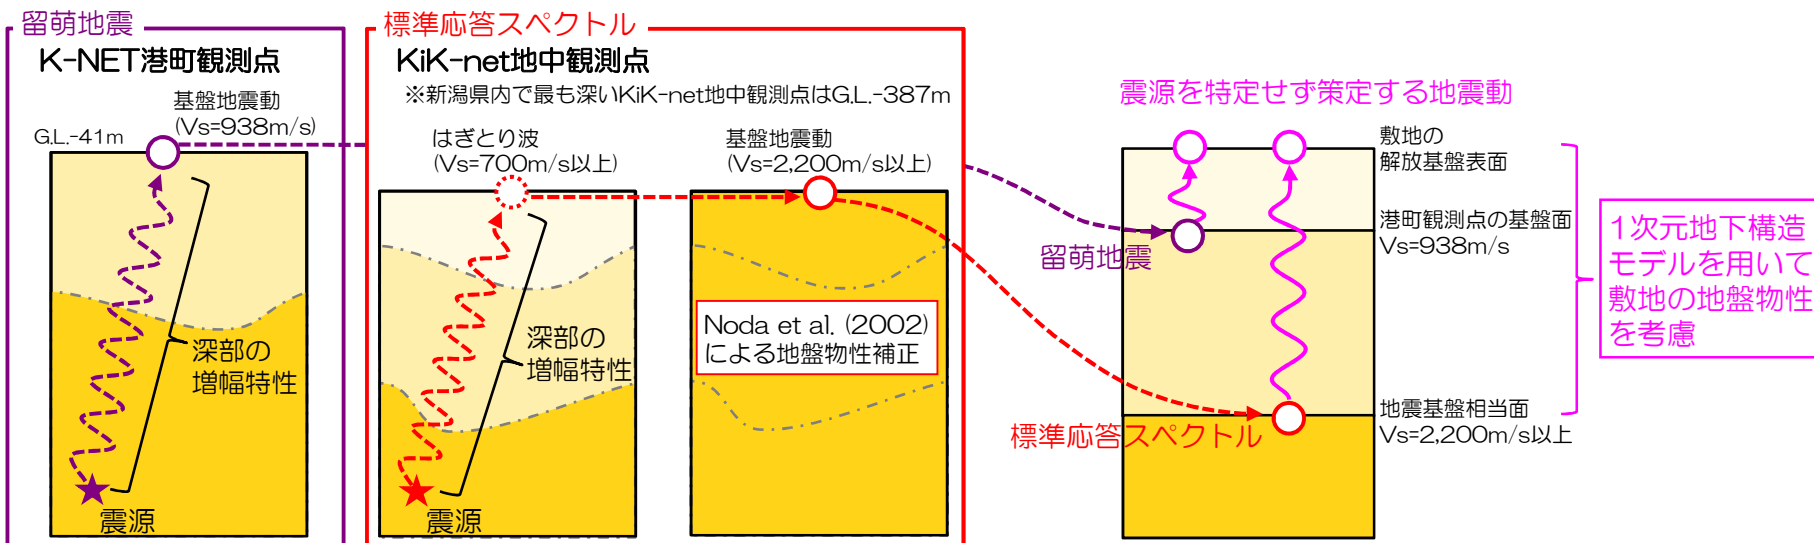 留萌地震
K-NET港町観測点
基盤地震動
(Vs=938m/s)
G.L.-41m
深部の
増幅特性
震源
標準応答スペクトル
KiK-net地中観測点
※新潟県内で最も深いKiK-net地中観測点はG.L.-387m
はぎとり波
(Vs=700m/s以上)
基盤地震動
(Vs=2,200m/s以上)
深部の
増幅特性
震源
Noda et al. (2002)
による地盤物性補正
震源を特定せず策定する地震動
敷地の
解放基盤表面
港町観測点の基盤面
Vs=938m/s
留萌地震
地震基盤相当面
Vs=2,200m/s以上
標準応答スペクトル
1次元地下構造
モデルを用いて
敷地の地盤物性
を考慮